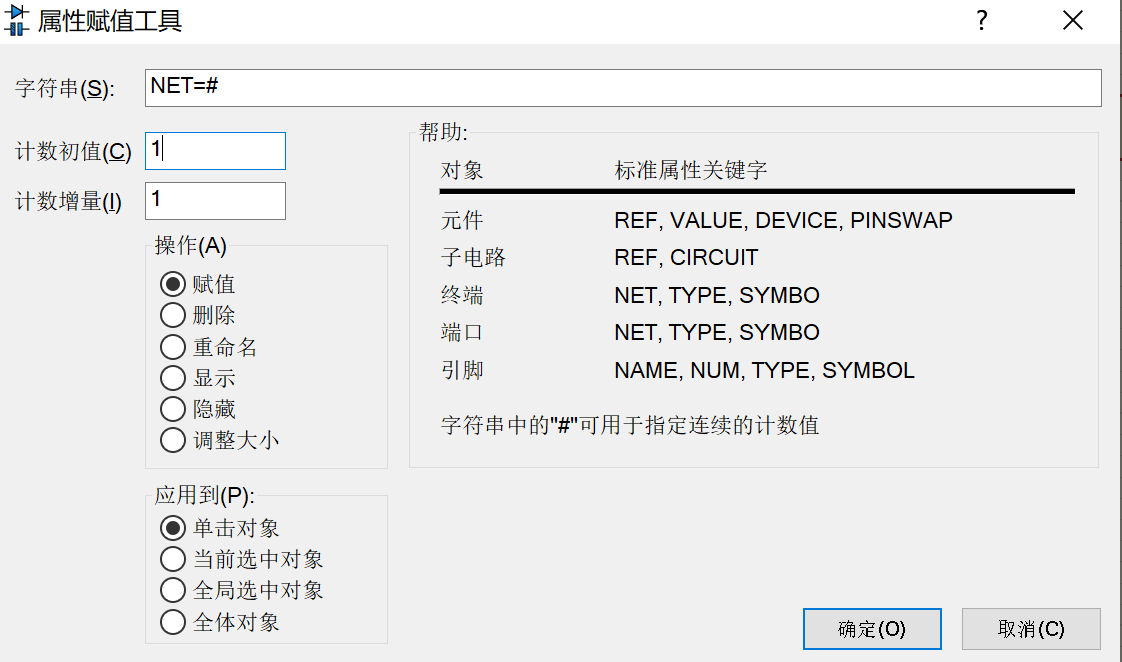 属性赋值工具
?
字符串(S):
NET=#
计数初值(C)
1
计数增量(I)
1
操作(A)
赋值
删除
重命名
显示
隐藏
调整大小
应用到(P):
单击对象
当前选中对象
全局选中对象
全体对象
帮助:
对象 标准属性关键字
元件 REF, VALUE, DEVICE, PINSWAP
子电路 REF, CIRCUIT
终端 NET, TYPE, SYMBO
端口 NET, TYPE, SYMBO
引脚 NAME, NUM, TYPE, SYMBOL
字符串中的"#"可用于指定连续的计数值
确定(O)
取消(C)